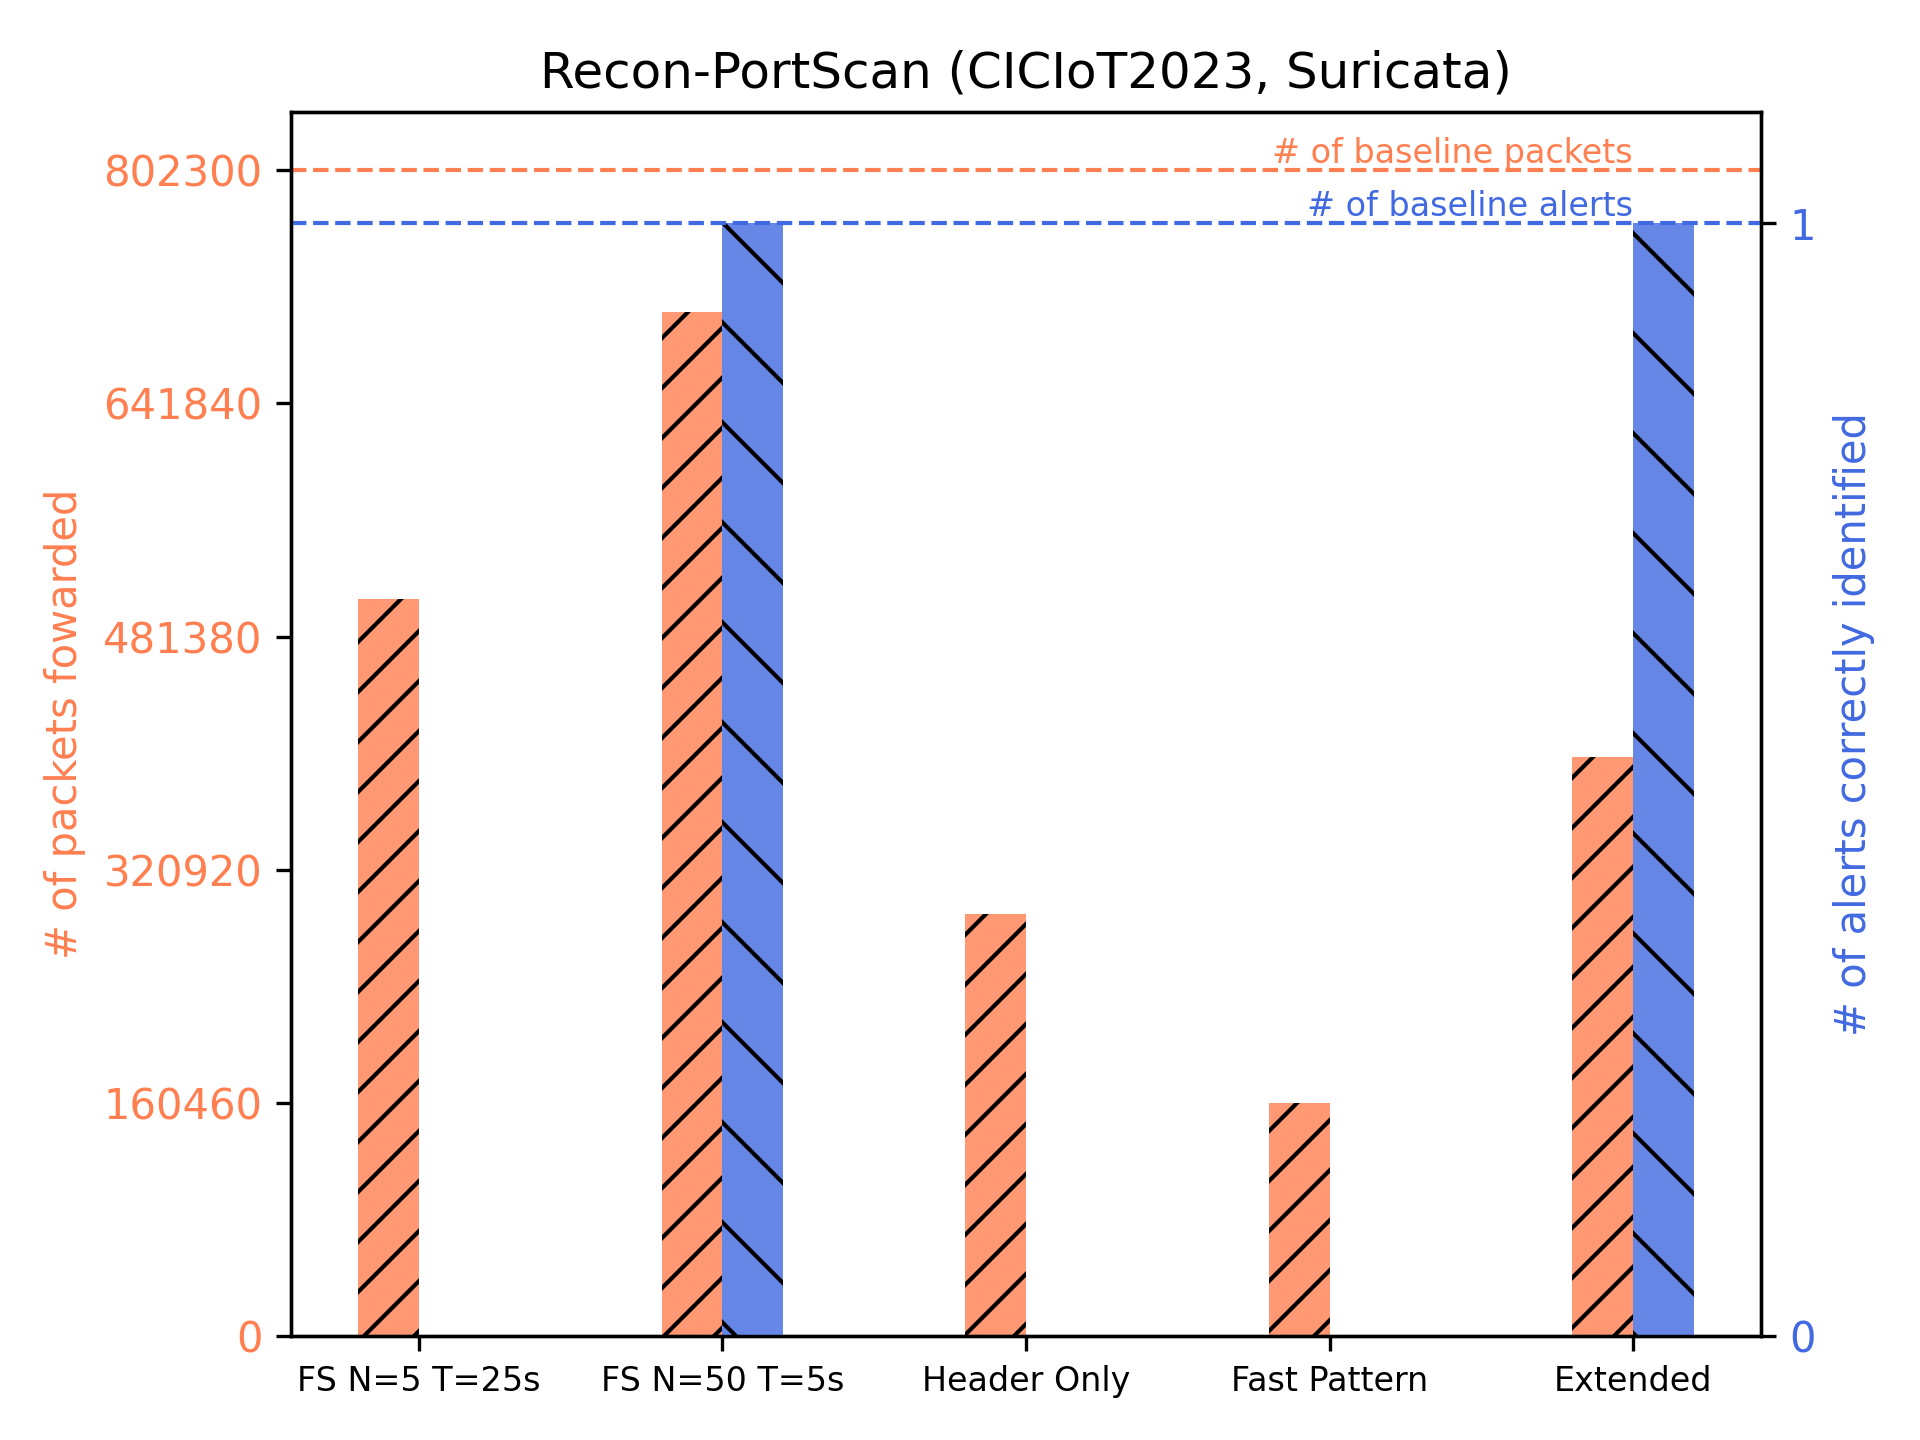 Recon-PortScan (CICIoT2023, Suricata)
# of baseline packets
# of baseline alerts
802300
641840
481380
320920
160460
0
# of packets fowarded
1
0
# of alerts correctly identified
FS N=5 T=25s
FS N=50 T=5s
Header Only
Fast Pattern
Extended